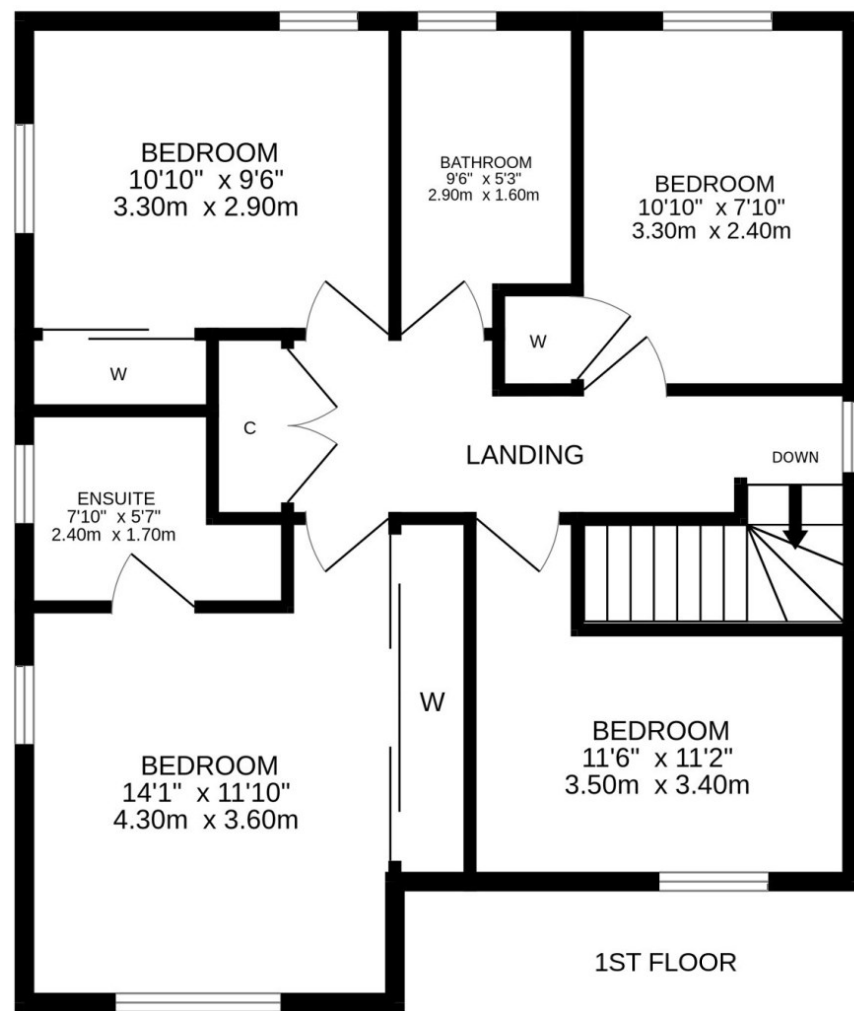 BEDROOM
10'10" x 9'6"
3.30m x 2.90m
BATHROOM
9'6" x 5'3"
2.90m x 1.60m
BEDROOM
10'10" x 7'10"
3.30m x 2.40m
W
W
C
LANDING
DOWN
ENSUITE
7'10" x 5'7"
2.40m x 1.70m
W
BEDROOM
14'1" x 11'10"
4.30m x 3.60m
BEDROOM
11'6" x 11'2"
3.50m x 3.40m
1ST FLOOR